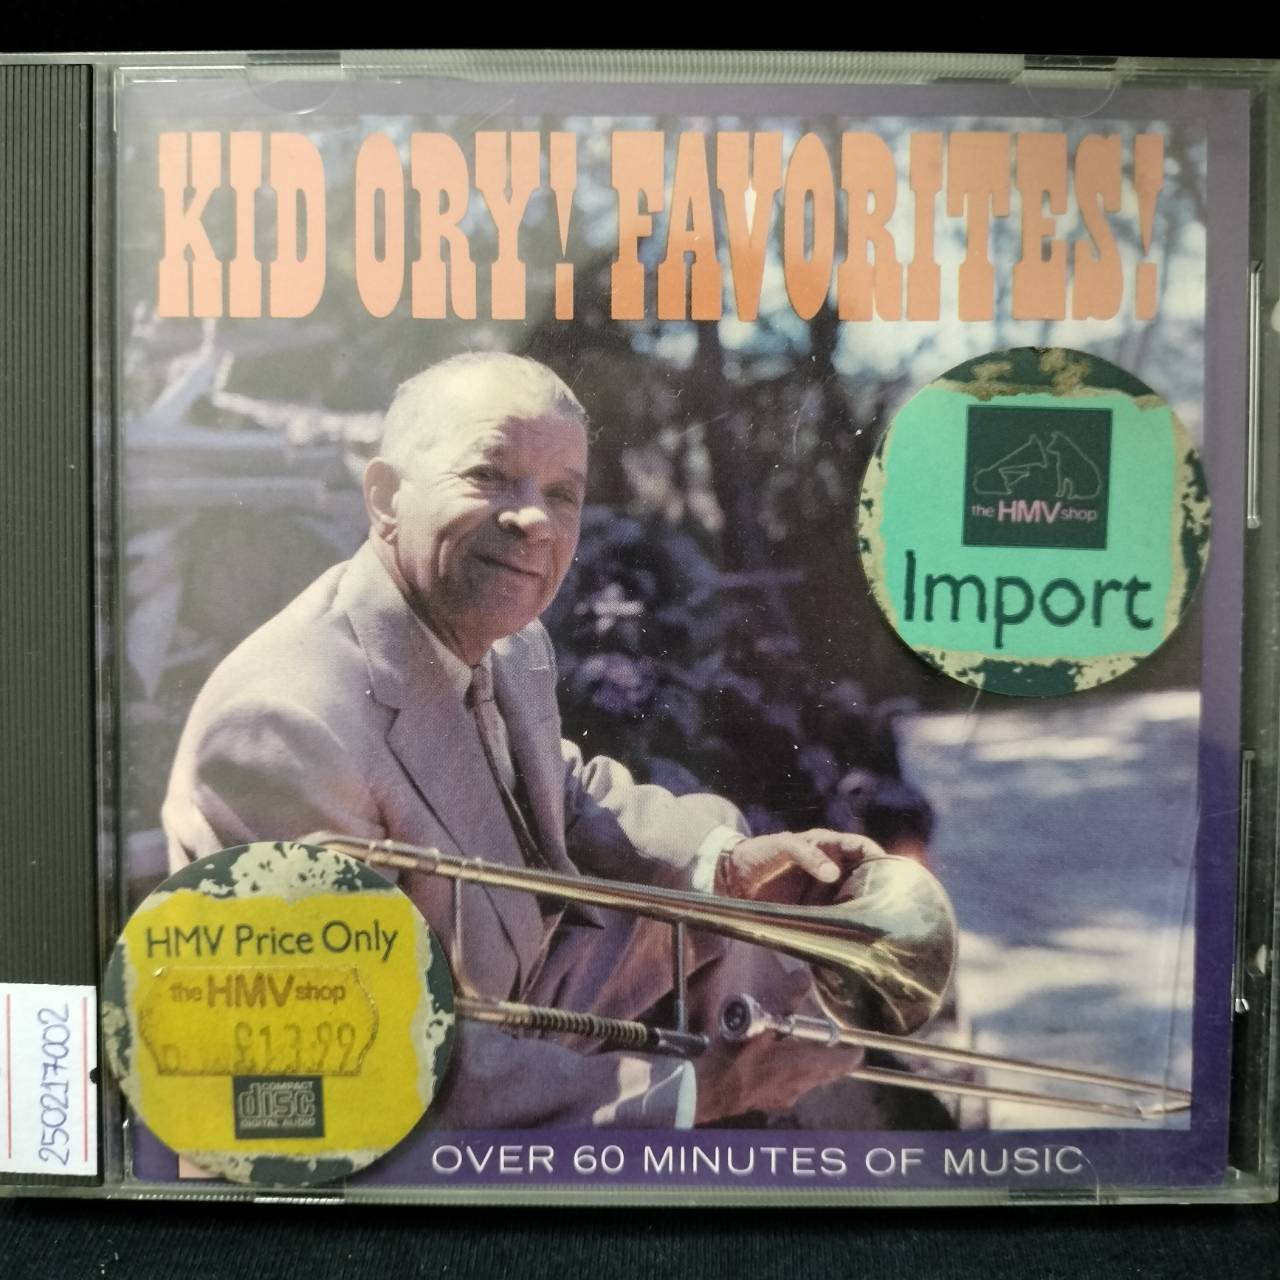 KID ORY! FAVORITES!
the HMV shop
Import
HMV Price Only
the HMV shop
£13.99
COMPACT
disc
DIGITAL AUDIO
OVER 60 MINUTES OF MUSIC
250217002